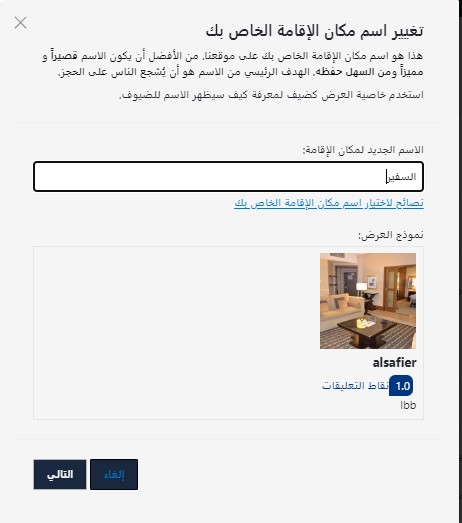 تغيير اسم مكان الإقامة الخاص بك
هذا هو اسم مكان الإقامة الخاص بك على موقعنا. من الأفضل أن يكون الاسم قصيراً و
مميزاً ومن السهل حفظه. الهدف الرئيسي من الاسم هو أن يُشجع الناس على الحجز.
استخدم خاصية العرض كضيف لمعرفة كيف سيظهر الاسم للضيوف.
الاسم الجديد لمكان الإقامة:
السفير
نصائح لاختيار اسم مكان الإقامة الخاص بك
نموذج العرض:
alsafier
1.0 نقاط التعليقات
Ibb
التالي
إلغاء